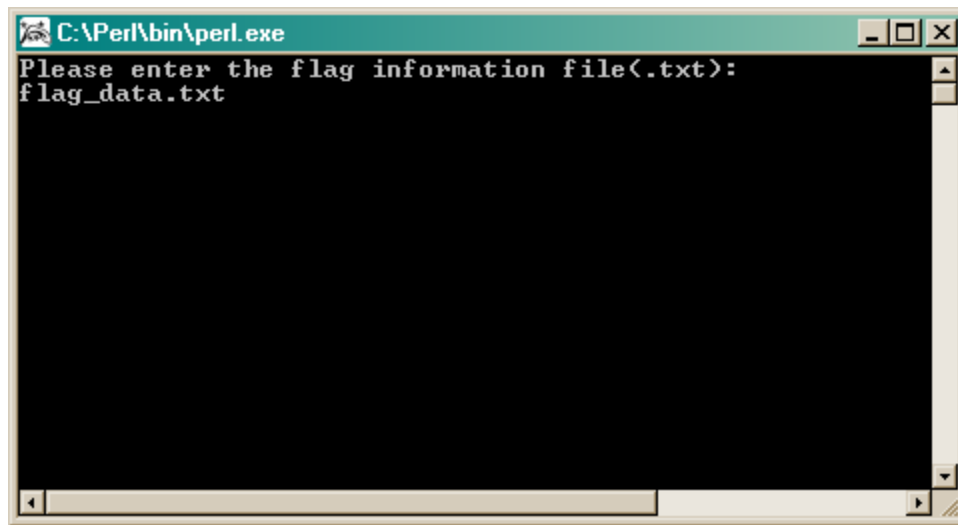 C:\Perl\bin\perl.exe
Please enter the flag information file(.txt):
flag_data.txt